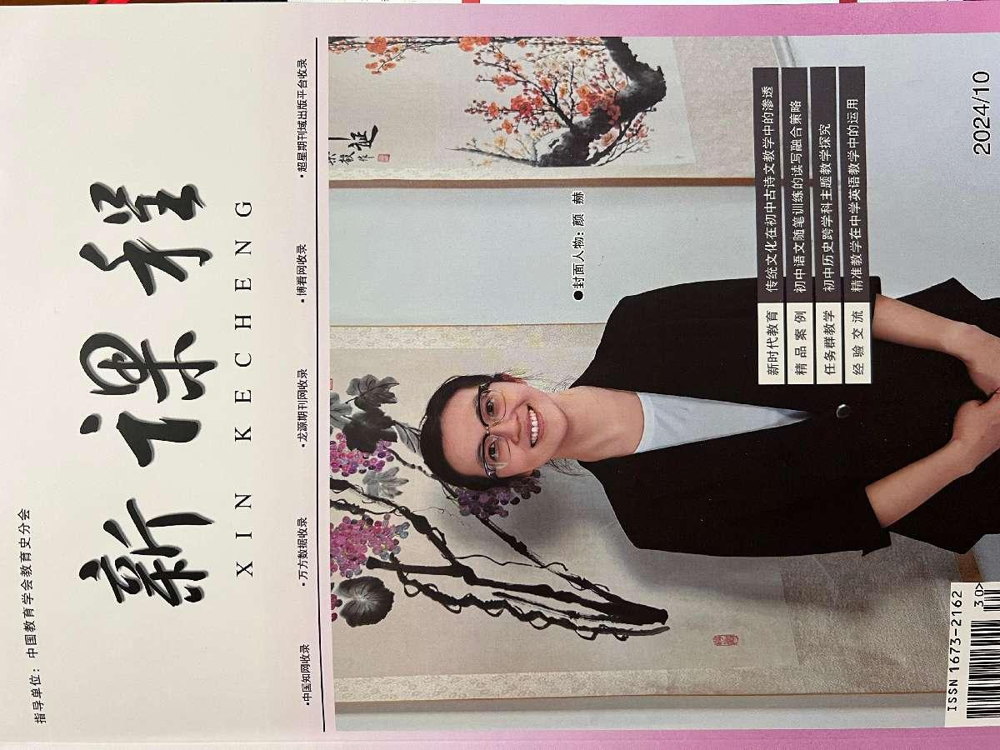 指导单位：中国教育学会教育史分会
新课程
XIN KECHENG
▪中国知网收录 ▪万方数据收录 ▪龙源期刊网收录 ▪博看网收录 ▪超星期刊域出版平台收录
●封面人物：颜 赫
新时代教育 传统文化在初中古诗文教学中的渗透
精品案例 初中语文随笔训练的读写融合策略
任务群教学 初中历史跨学科主题教学探究
经验交流 精准教学在中学英语教学中的运用
ISSN 1673-2162
30>
2024/10